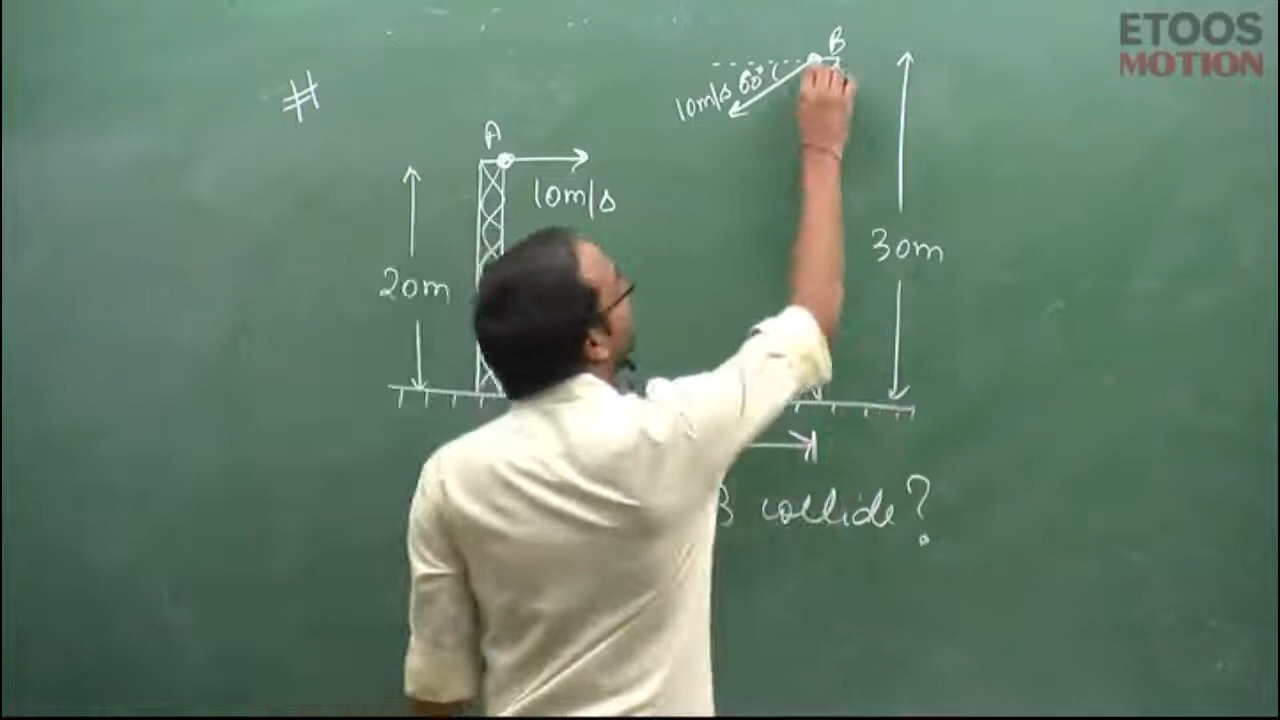 ETOOS
MOTION
#
B
10m/s 60°
A
10m/s
20m
30m
B collide?